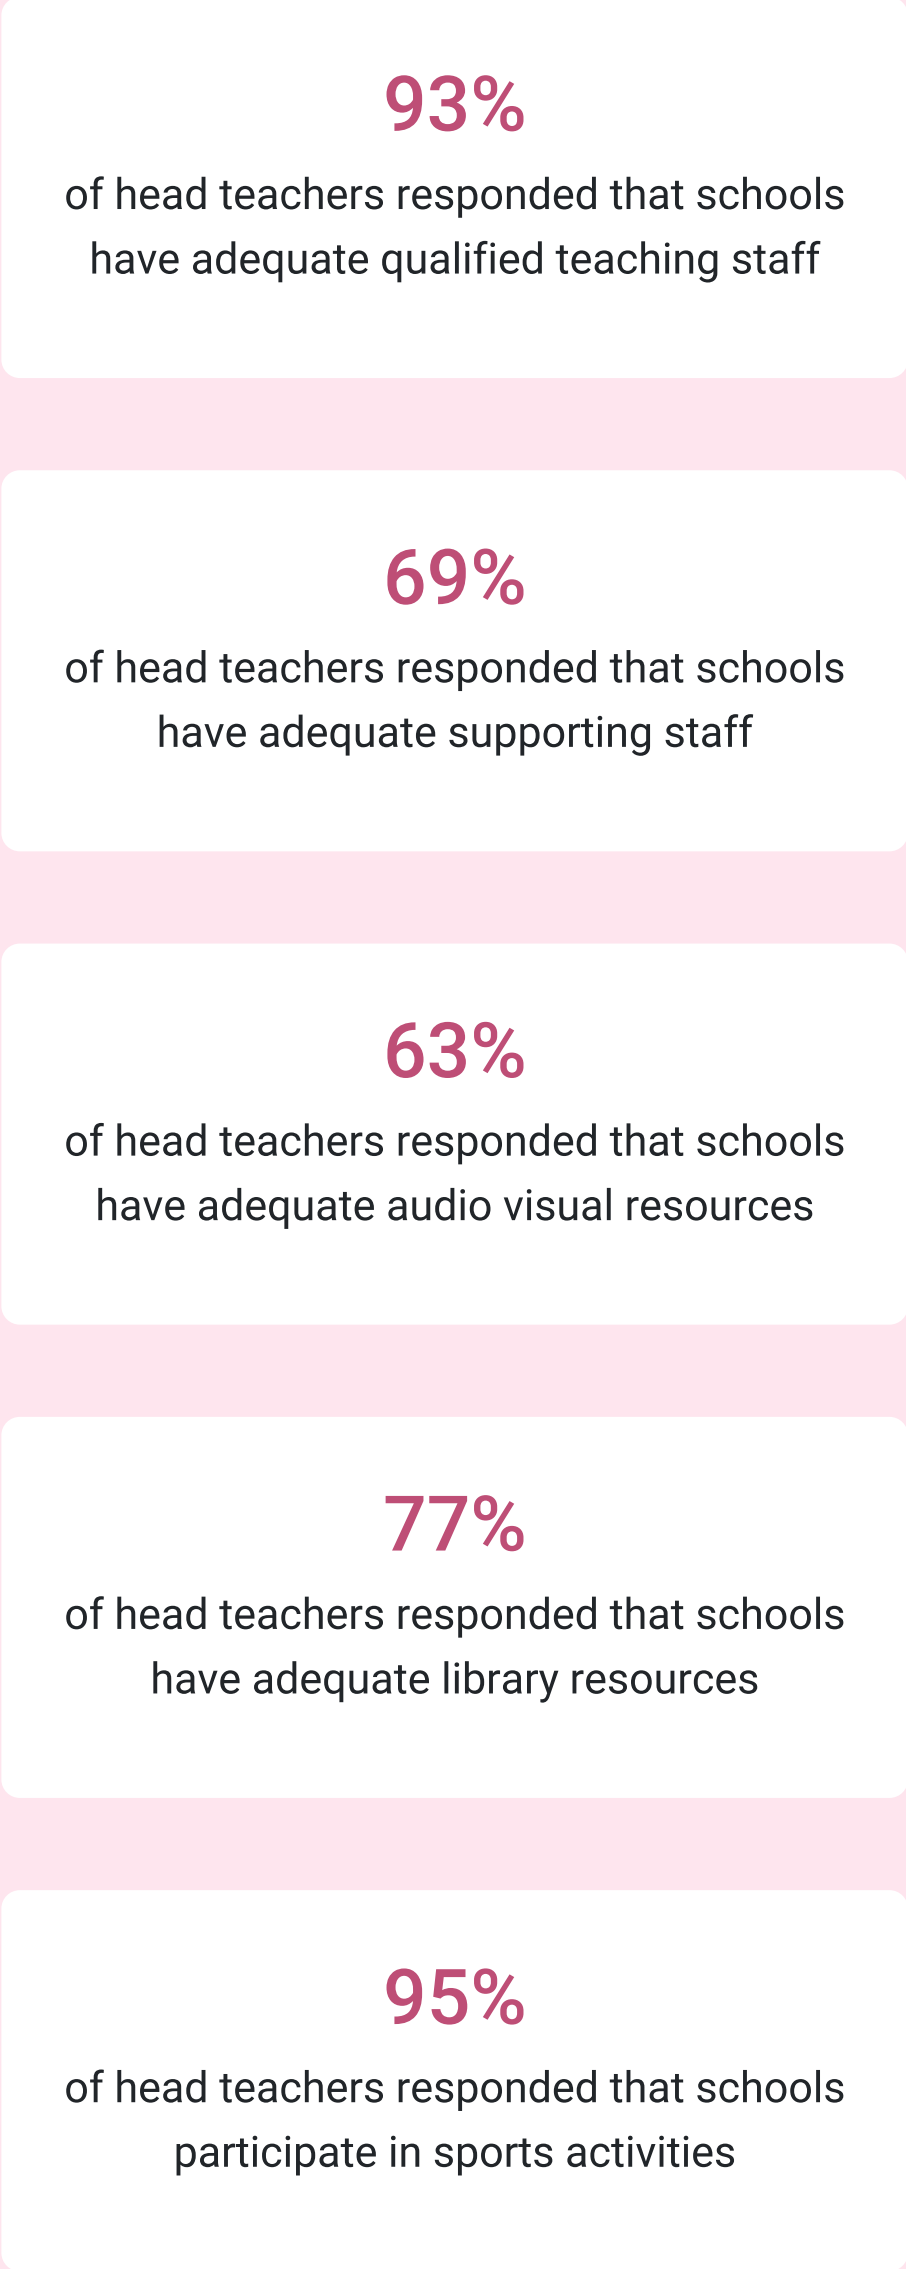 93%
of head teachers responded that schools
have adequate qualified teaching staff
69%
of head teachers responded that schools
have adequate supporting staff
63%
of head teachers responded that schools
have adequate audio visual resources
77%
of head teachers responded that schools
have adequate library resources
95%
of head teachers responded that schools
participate in sports activities